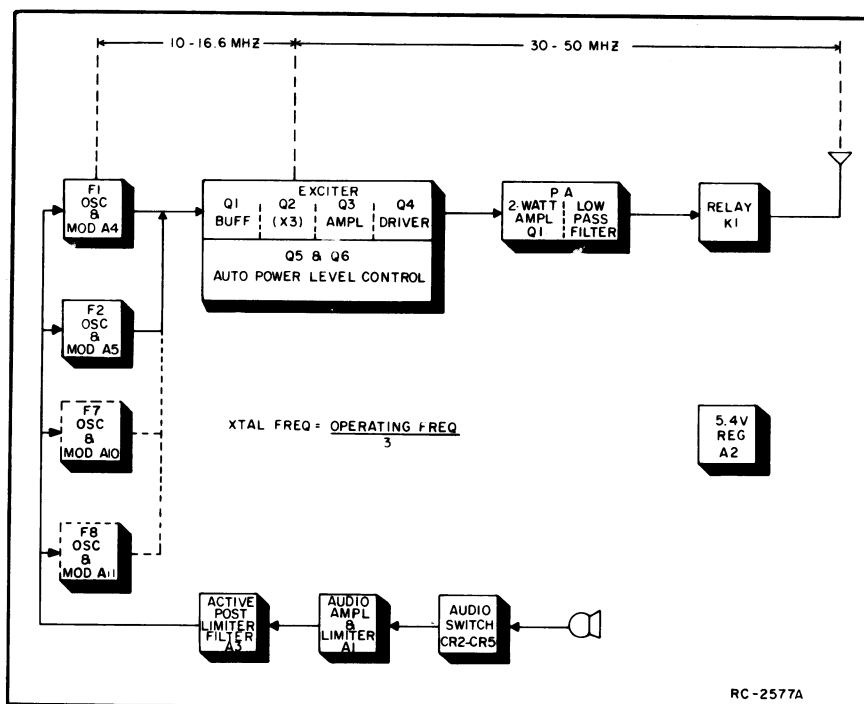 10-16.6 MHZ
30-50 MHZ
F1
OSC
&
MOD A4
EXCITER
Q1
BUFF
Q2
(X3)
Q3
AMPL
Q4
DRIVER
Q5 & Q6
AUTO POWER LEVEL CONTROL
PA
2-WATT
AMPL
Q1
LOW
PASS
FILTER
RELAY
K1
F2
OSC
&
MOD A5
F7
OSC
&
MOD A10
XTAL FREQ = OPERATING FREQ
3
5.4V
REG
A2
F8
OSC
&
MOD A11
ACTIVE
POST
LIMITER
FILTER
A3
AUDIO
AMPL
&
LIMITER
A1
AUDIO
SWITCH
CR2-CR5
RC-2577A